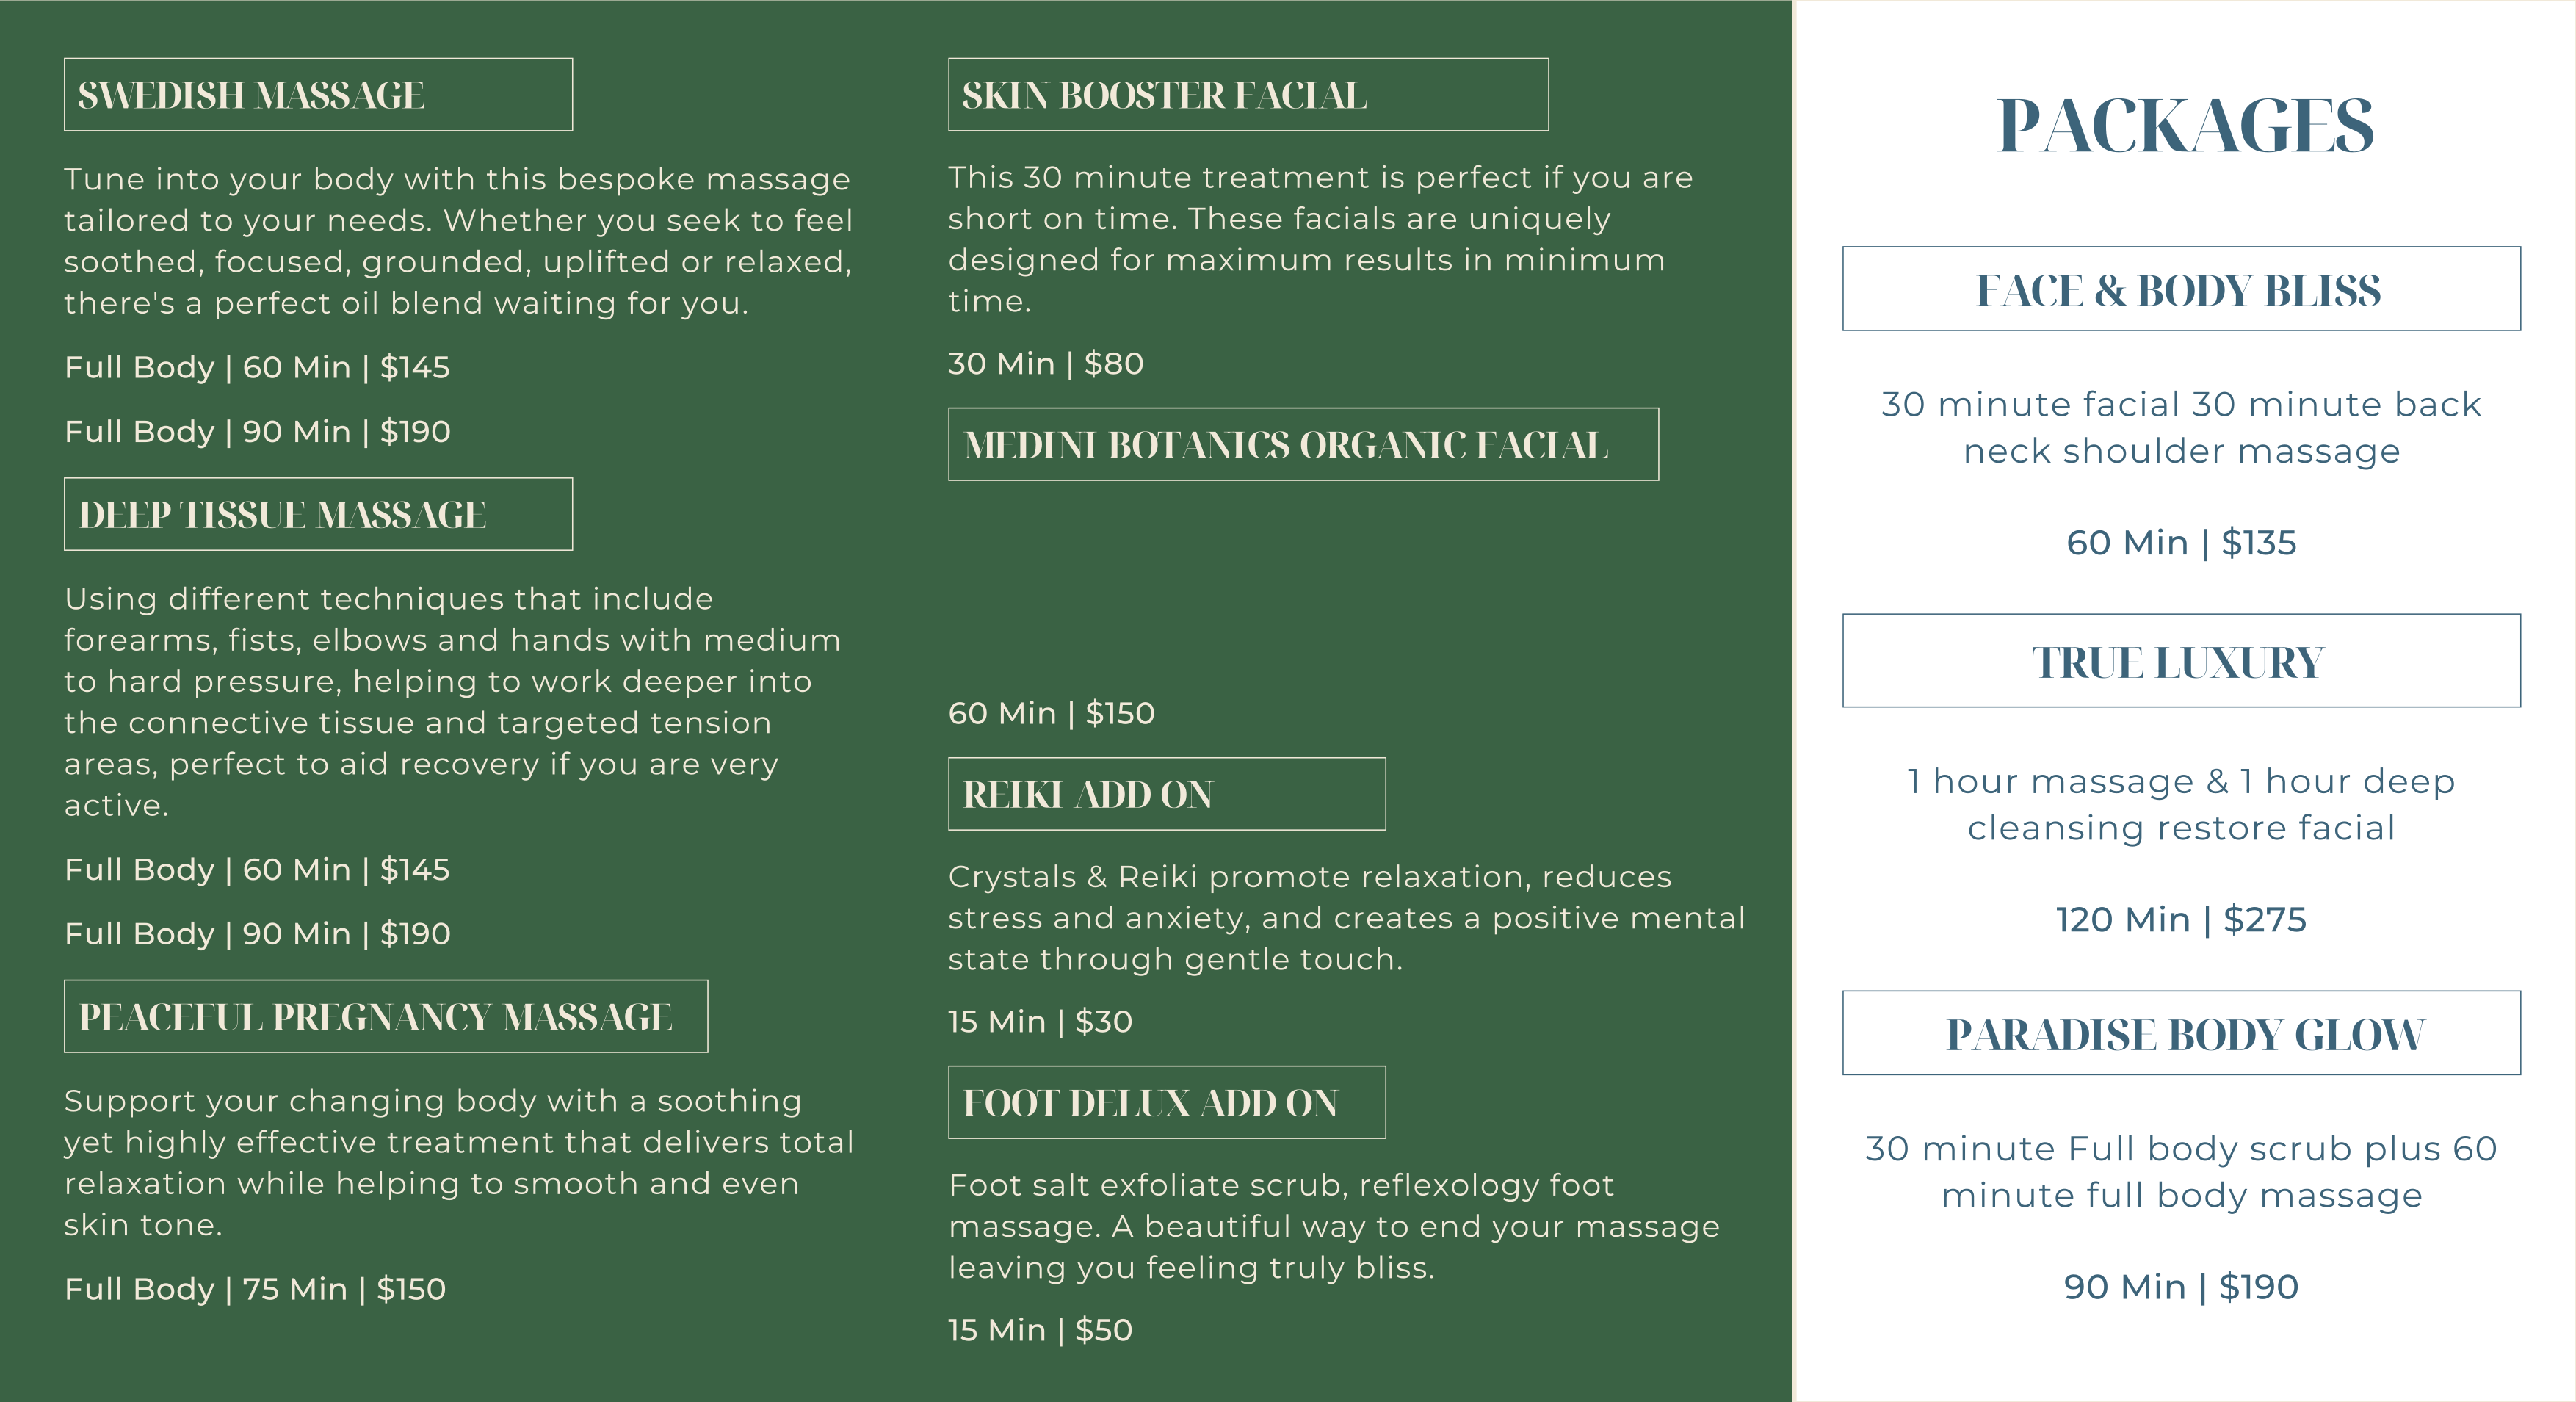 SWEDISH MASSAGE
Tune into your body with this bespoke massage
tailored to your needs. Whether you seek to feel
soothed, focused, grounded, uplifted or relaxed,
there's a perfect oil blend waiting for you.
Full Body | 60 Min | $145
Full Body | 90 Min | $190
DEEP TISSUE MASSAGE
Using different techniques that include
forearms, fists, elbows and hands with medium
to hard pressure, helping to work deeper into
the connective tissue and targeted tension
areas, perfect to aid recovery if you are very
active.
Full Body | 60 Min | $145
Full Body | 90 Min | $190
PEACEFUL PREGNANCY MASSAGE
Support your changing body with a soothing
yet highly effective treatment that delivers total
relaxation while helping to smooth and even
skin tone.
Full Body | 75 Min | $150
SKIN BOOSTER FACIAL
This 30 minute treatment is perfect if you are
short on time. These facials are uniquely
designed for maximum results in minimum
time.
30 Min | $80
MEDINI BOTANICS ORGANIC FACIAL
60 Min | $150
REIKI ADD ON
Crystals & Reiki promote relaxation, reduces
stress and anxiety, and creates a positive mental
state through gentle touch.
15 Min | $30
FOOT DELUX ADD ON
Foot salt exfoliate scrub, reflexology foot
massage. A beautiful way to end your massage
leaving you feeling truly bliss.
15 Min | $50
PACKAGES
FACE & BODY BLISS
30 minute facial 30 minute back
neck shoulder massage
60 Min | $135
TRUE LUXURY
1 hour massage & 1 hour deep
cleansing restore facial
120 Min | $275
PARADISE BODY GLOW
30 minute Full body scrub plus 60
minute full body massage
90 Min | $190